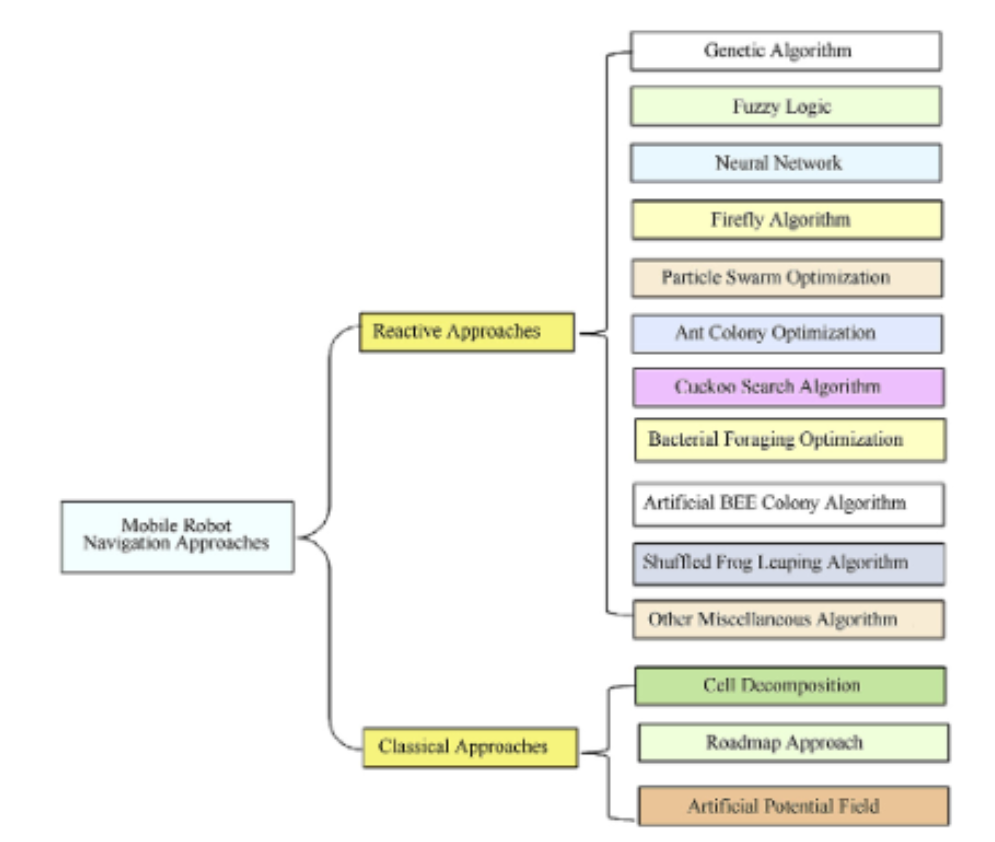 Genetic Algorithm
Fuzzy Logic
Neural Network
Firefly Algorithm
Particle Swarm Optimization
Reactive Approaches
Ant Colony Optimization
Cuckoo Search Algorithm
Bacterial Foraging Optimization
Artificial BEE Colony Algorithm
Mobile Robot
Navigation Approaches
Shuffled Frog Leaping Algorithm
Other Miscellaneous Algorithm
Cell Decomposition
Classical Approaches
Roadmap Approach
Artificial Potential Field